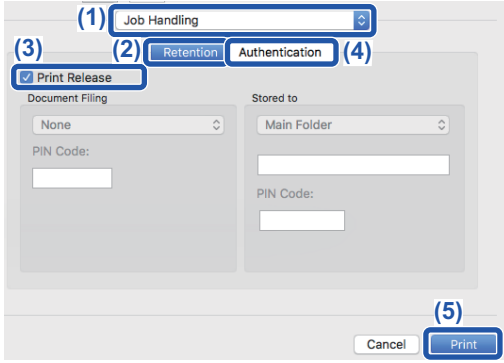 (1) Job Handling
(2) Retention Authentication (4)
(3)
Print Release
Document Filing Stored to
None Main Folder
PIN Code:
PIN Code:
(5)
Cancel Print